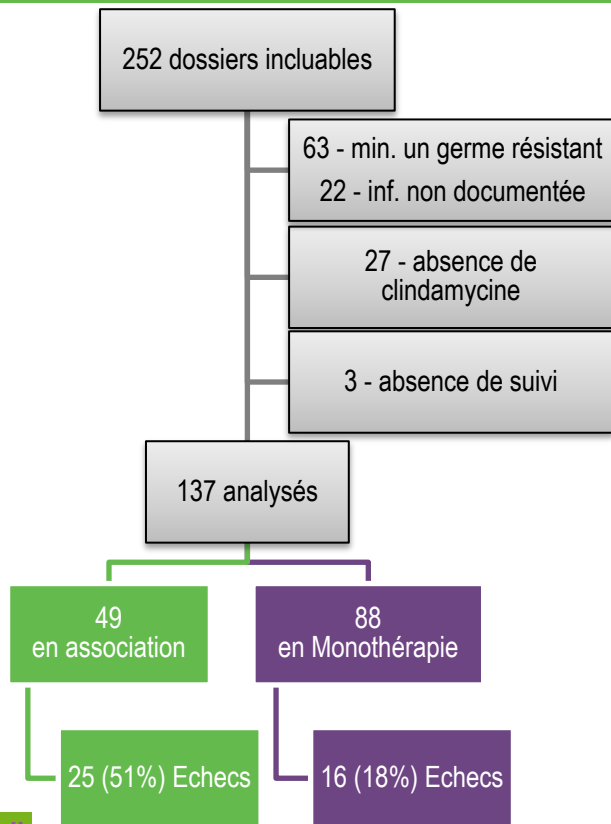 252 dossiers incluables
63 - min. un germe résistant
22 - inf. non documentée
27 - absence de
clindamycine
3 - absence de suivi
137 analysés
49
en association
88
en Monothérapie
25 (51%) Echecs
16 (18%) Echecs